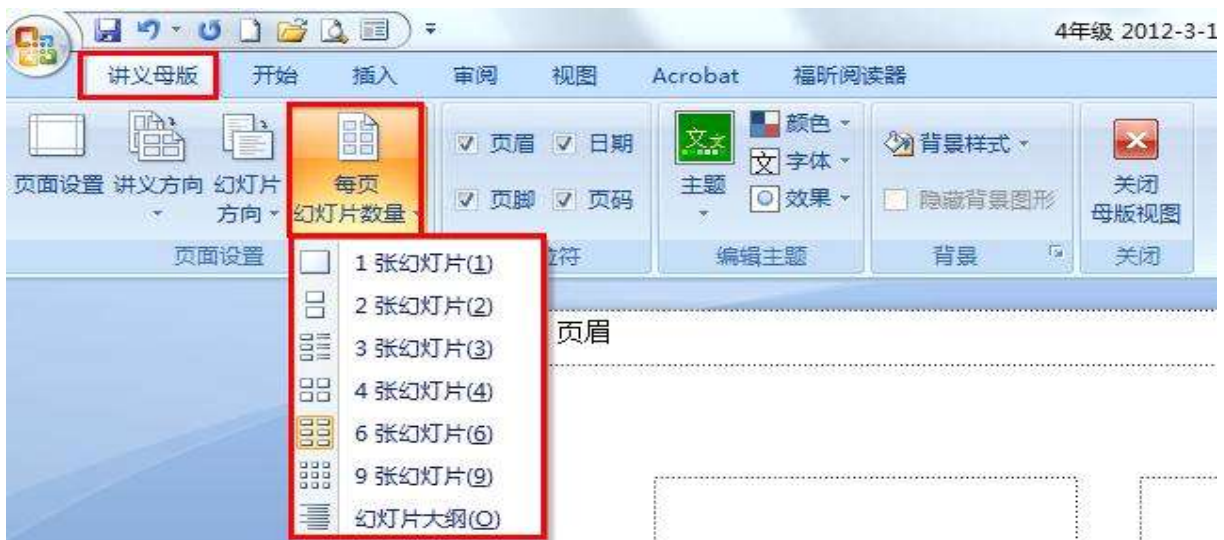 4年级 2012-3-1
讲义母版 开始 插入 审阅 视图 Acrobat 福昕阅读器
页面设置 讲义方向 幻灯片方向 每页幻灯片数量
页眉 日期
页脚 页码
主题 颜色 字体 效果
背景样式
隐藏背景图形
关闭母版视图
页面设置 位符 编辑主题 背景 关闭
1 张幻灯片(1)
2 张幻灯片(2)
3 张幻灯片(3)
4 张幻灯片(4)
6 张幻灯片(6)
9 张幻灯片(9)
幻灯片大纲(O)
页眉